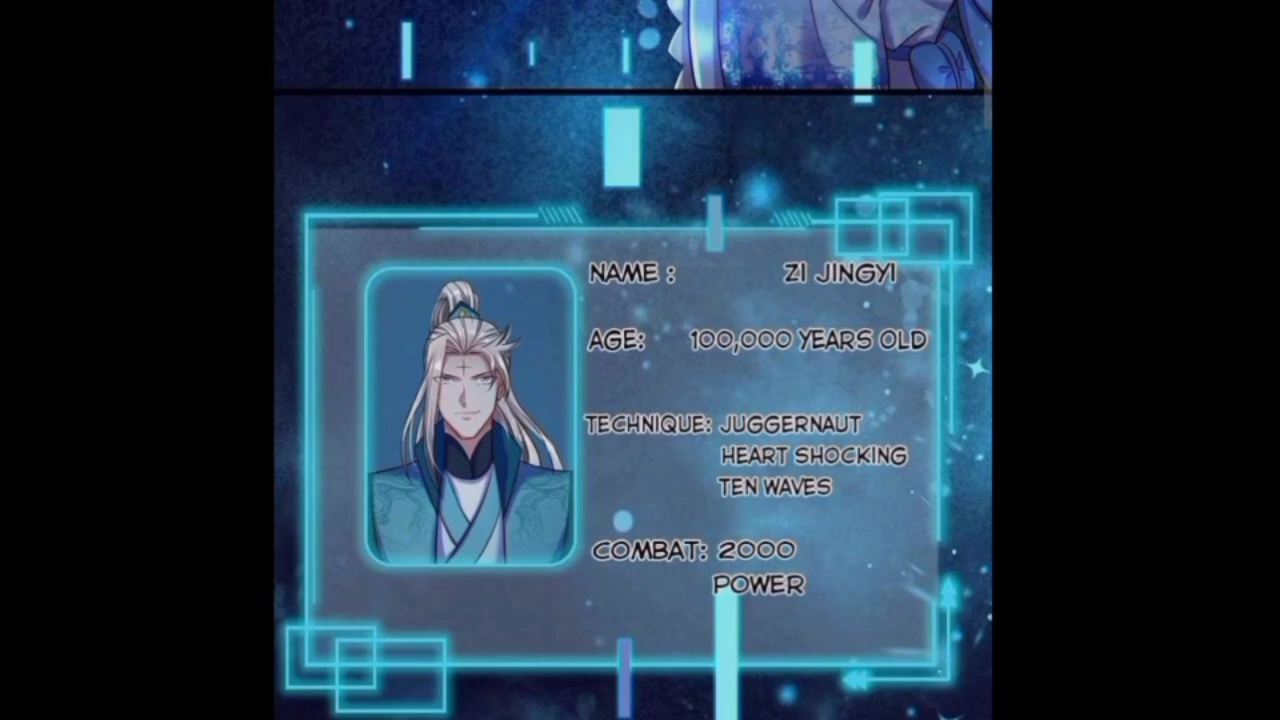 NAME : ZI JINGYI
AGE: 100,000 YEARS OLD
TECHNIQUE: JUGGERNAUT
HEART SHOCKING
TEN WAVES
COMBAT: 2000
POWER